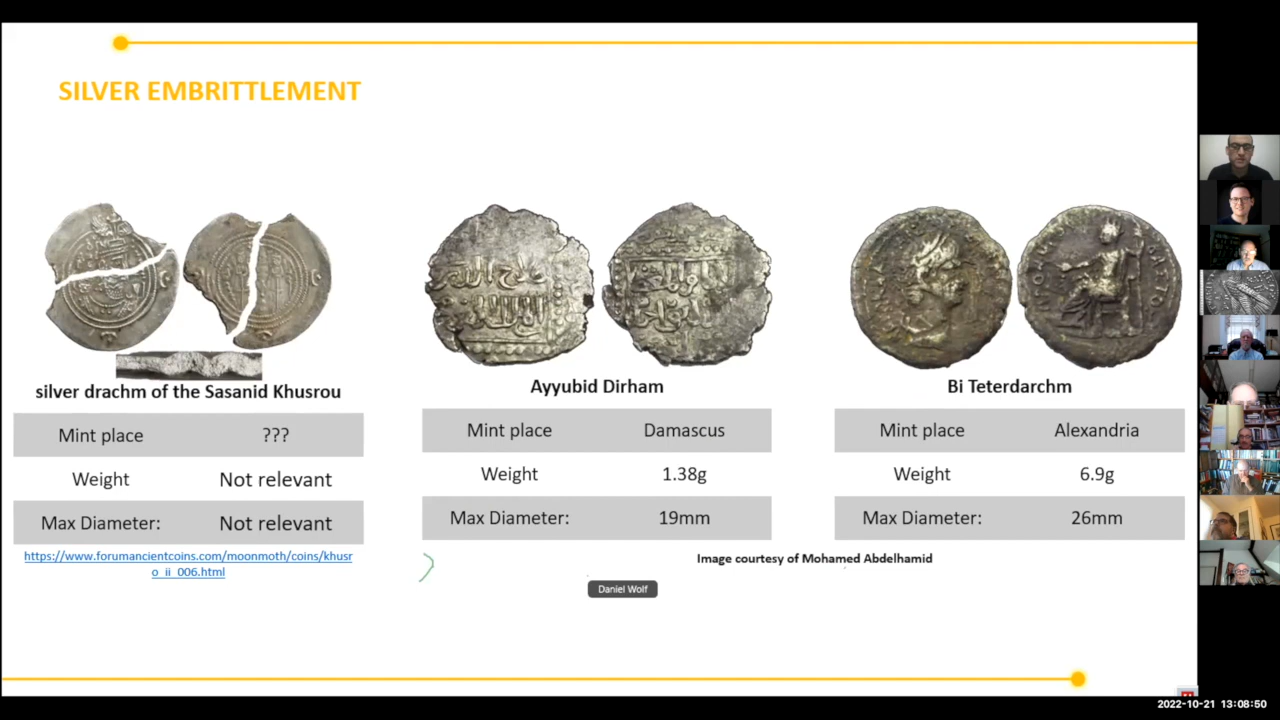 SILVER EMBRITTLEMENT
silver drachm of the Sasanid Khusrou
Mint place ???
Weight Not relevant
Max Diameter: Not relevant
https://www.forumancientcoins.com/moonmoth/coins/khusr
o_ii_006.html
Ayyubid Dirham
Mint place Damascus
Weight 1.38g
Max Diameter: 19mm
Bi Teterdarchm
Mint place Alexandria
Weight 6.9g
Max Diameter: 26mm
Image courtesy of Mohamed Abdelhamid
Daniel Wolf
2022-10-21 13:08:50